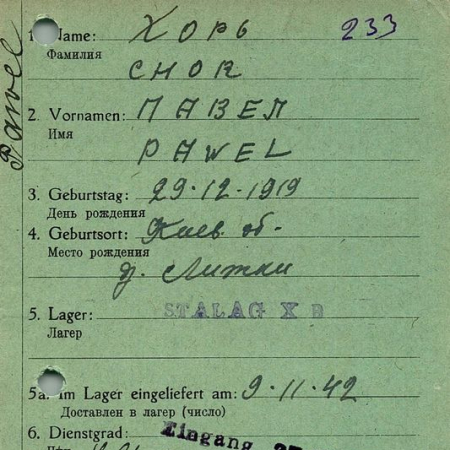 1. Name: Хорь 233
Фамилия
CHOR
Pawel
2. Vornamen: ПАВЕЛ
Имя
PAWEL
3. Geburtstag: 29.12.1919
День рождения
4. Geburtsort: Киев об.
Место рождения
д. Лижки
5. Lager: STALAG X B
Лагерь
5a. Im Lager eingeliefert am: 9.11.42
Доставлен в лагерь (число)
6. Dienstgrad: Eingang